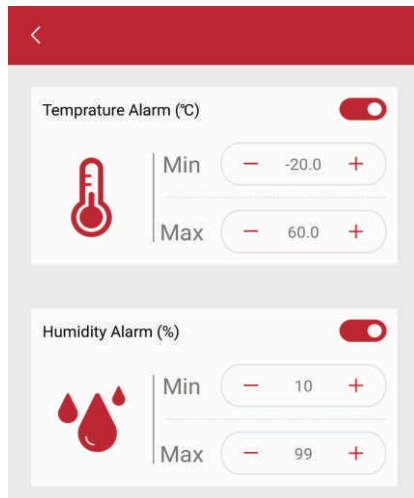 Temprature Alarm (℃)
Min − -20.0 +
Max − 60.0 +
Humidity Alarm (%)
Min − 10 +
Max − 99 +